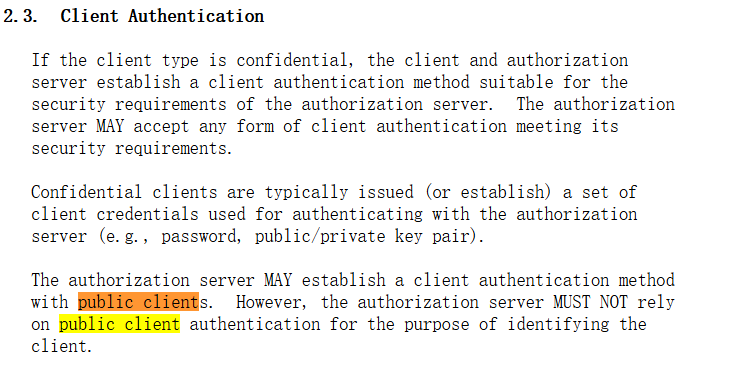 2.3.  Client Authentication
If the client type is confidential, the client and authorization
server establish a client authentication method suitable for the
security requirements of the authorization server.  The authorization
server MAY accept any form of client authentication meeting its
security requirements.
Confidential clients are typically issued (or establish) a set of
client credentials used for authenticating with the authorization
server (e.g., password, public/private key pair).
The authorization server MAY establish a client authentication method
with public clients.  However, the authorization server MUST NOT rely
on public client authentication for the purpose of identifying the
client.